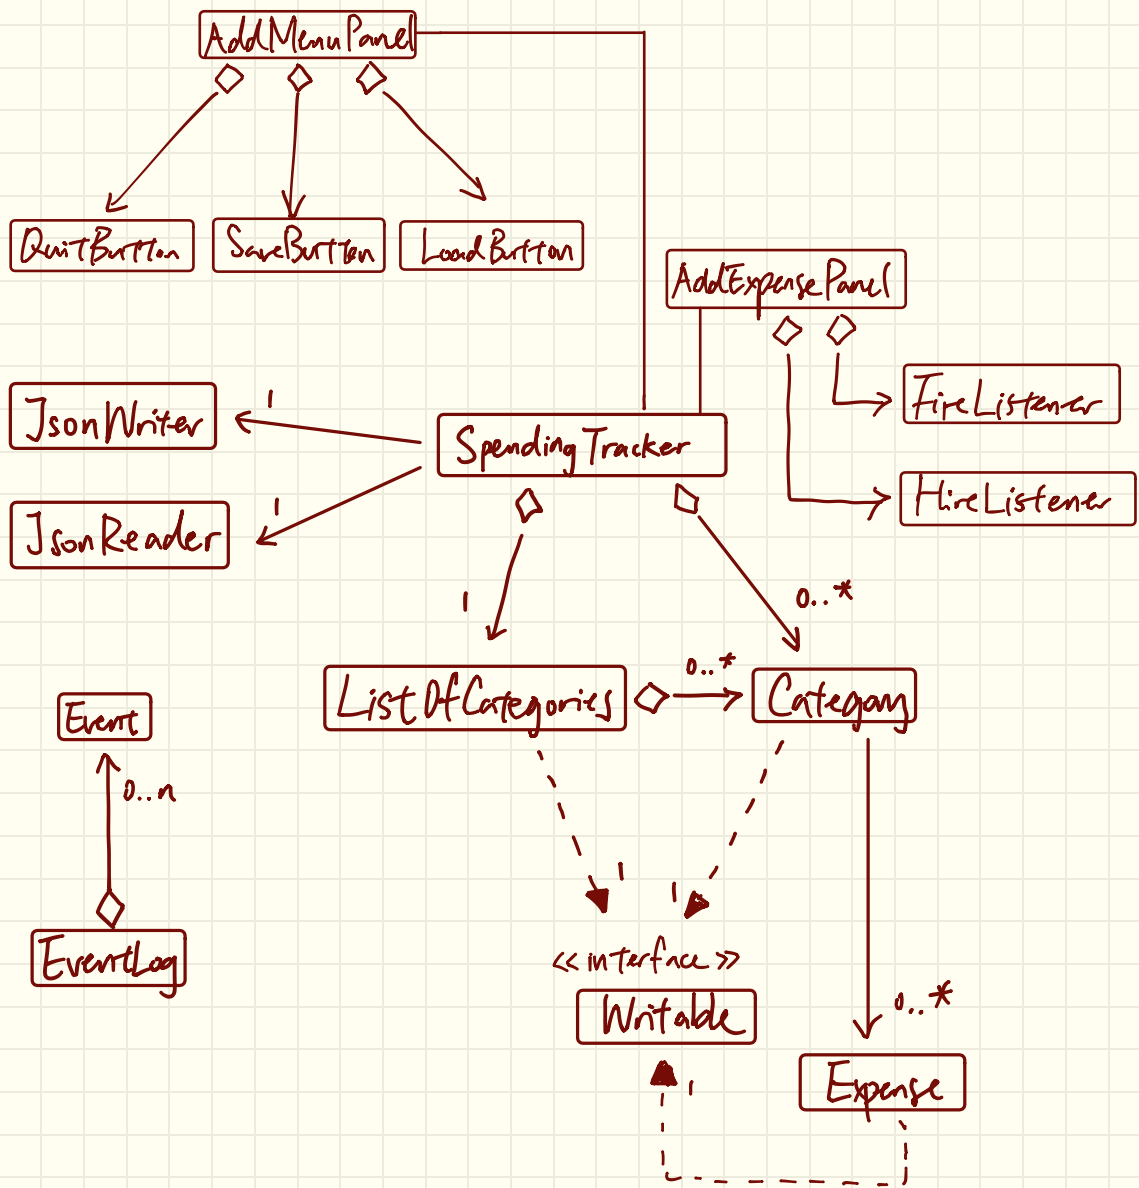 AddMenuPanel
QuitButton
SaveButton
LoadButton
AddExpensePanel
FireListener
HireListener
JsonWriter
1
SpendingTracker
JsonReader
1
1
0..*
ListOfCategories
0..*
Category
Event
0..n
EventLog
1
1
<<interface>>
Writable
0..*
1
Expense